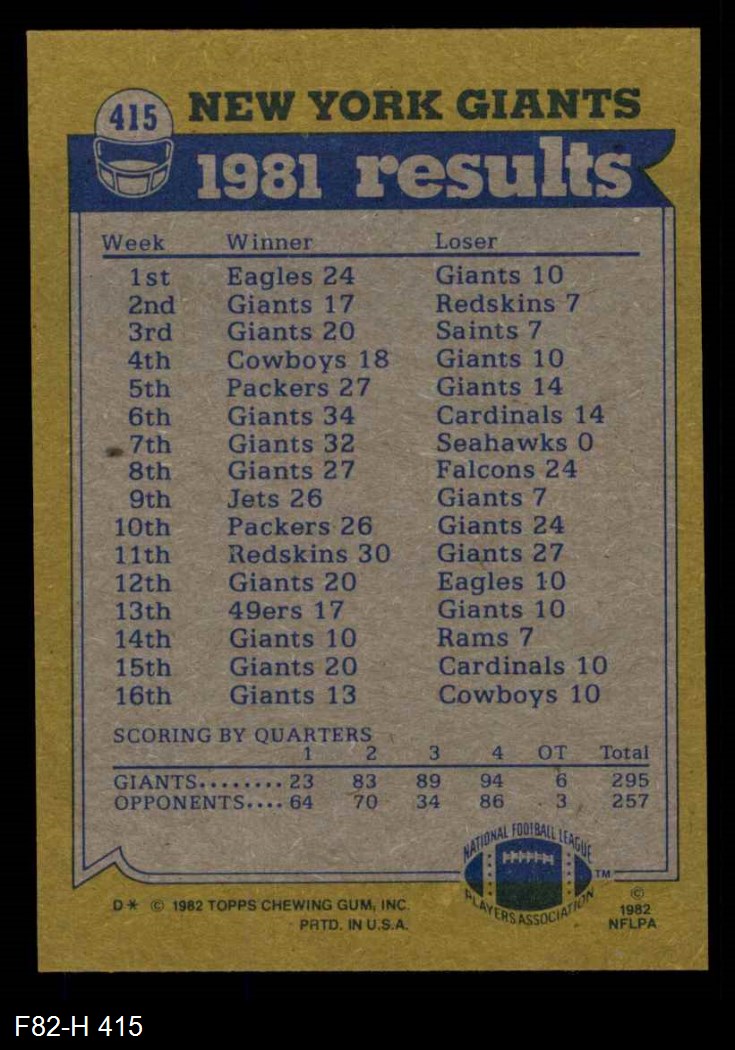 415 NEW YORK GIANTS
1981 results
Week Winner Loser
1st Eagles 24 Giants 10
2nd Giants 17 Redskins 7
3rd Giants 20 Saints 7
4th Cowboys 18 Giants 10
5th Packers 27 Giants 14
6th Giants 34 Cardinals 14
7th Giants 32 Seahawks 0
8th Giants 27 Falcons 24
9th Jets 26 Giants 7
10th Packers 26 Giants 24
11th Redskins 30 Giants 27
12th Giants 20 Eagles 10
13th 49ers 17 Giants 10
14th Giants 10 Rams 7
15th Giants 20 Cardinals 10
16th Giants 13 Cowboys 10
SCORING BY QUARTERS
1 2 3 4 OT Total
GIANTS........ 23 83 89 94 6 295
OPPONENTS.... 64 70 34 86 3 257
NATIONAL FOOTBALL LEAGUE
PLAYERS ASSOCIATION
TM
D* © 1982 TOPPS CHEWING GUM, INC.
PRTD. IN U.S.A.
©
1982
NFLPA
F82-H 415